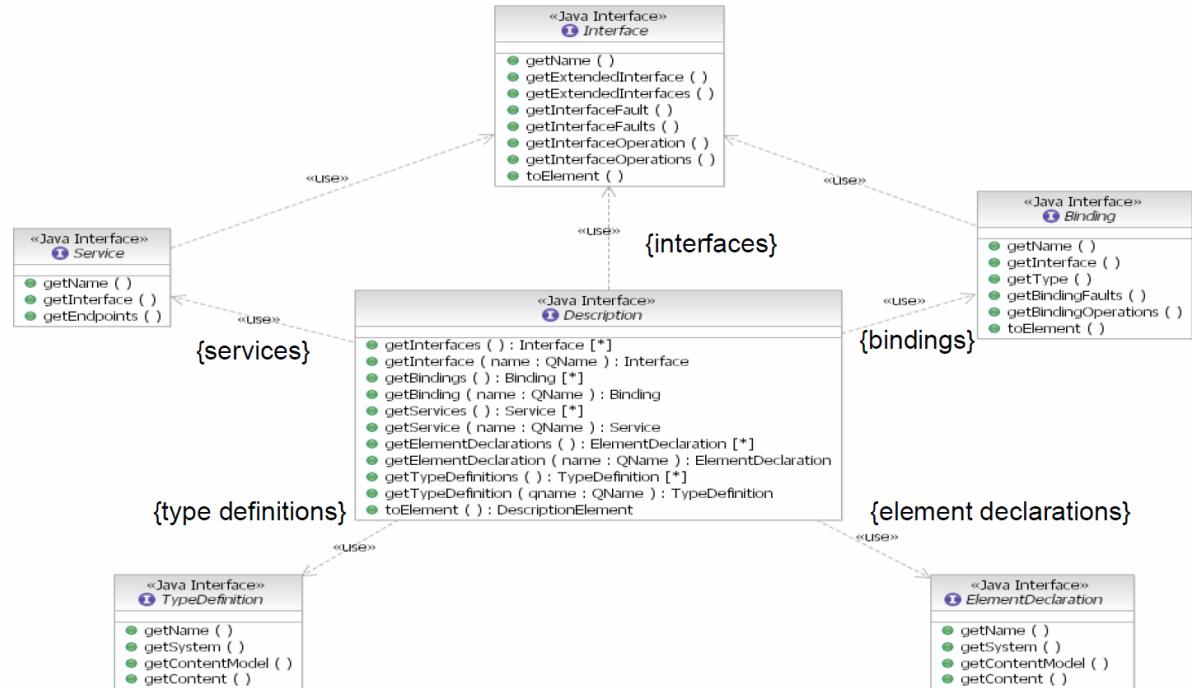 «Java Interface»
I Interface
getName ( )
getExtendedInterface ( )
getExtendedInterfaces ( )
getInterfaceFault ( )
getInterfaceFaults ( )
getInterfaceOperation ( )
getInterfaceOperations ( )
toElement ( )
«use»
«use»
«use»
{interfaces}
«Java Interface»
I Service
getName ( )
getInterface ( )
getEndpoints ( )
«Java Interface»
I Binding
getName ( )
getInterface ( )
getType ( )
getBindingFaults ( )
getBindingOperations ( )
toElement ( )
«use»
{services}
«use»
{bindings}
«Java Interface»
I Description
getInterfaces ( ) : Interface [*]
getInterface ( name : QName ) : Interface
getBindings ( ) : Binding [*]
getBinding ( name : QName ) : Binding
getServices ( ) : Service [*]
getService ( name : QName ) : Service
getElementDeclarations ( ) : ElementDeclaration [*]
getElementDeclaration ( name : QName ) : ElementDeclaration
getTypeDefinitions ( ) : TypeDefinition [*]
getTypeDefinition ( qname : QName ) : TypeDefinition
toElement ( ) : DescriptionElement
{type definitions}
«use»
{element declarations}
«use»
«Java Interface»
I TypeDefinition
getName ( )
getSystem ( )
getContentModel ( )
getContent ( )
«Java Interface»
I ElementDeclaration
getName ( )
getSystem ( )
getContentModel ( )
getContent ( )